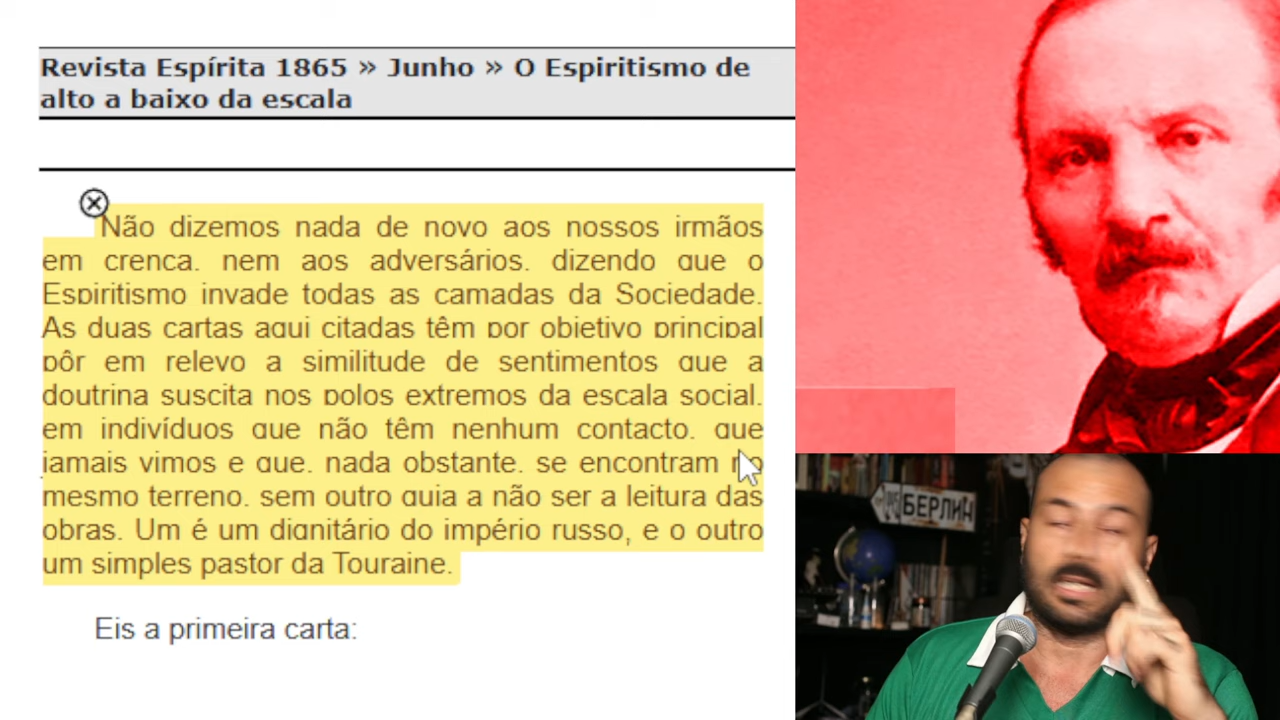 Revista Espírita 1865 » Junho » O Espiritismo de
alto a baixo da escala
Não dizemos nada de novo aos nossos irmãos
em crença, nem aos adversários, dizendo que o
Espiritismo invade todas as camadas da Sociedade.
As duas cartas aqui citadas têm por objetivo principal
pôr em relevo a similitude de sentimentos que a
doutrina suscita nos polos extremos da escala social,
em indivíduos que não têm nenhum contacto, que
jamais vimos e que, nada obstante, se encontram no
mesmo terreno, sem outro guia a não ser a leitura das
obras. Um é um dignitário do império russo, e o outro
um simples pastor da Touraine.
Eis a primeira carta:
БЕРЛИН